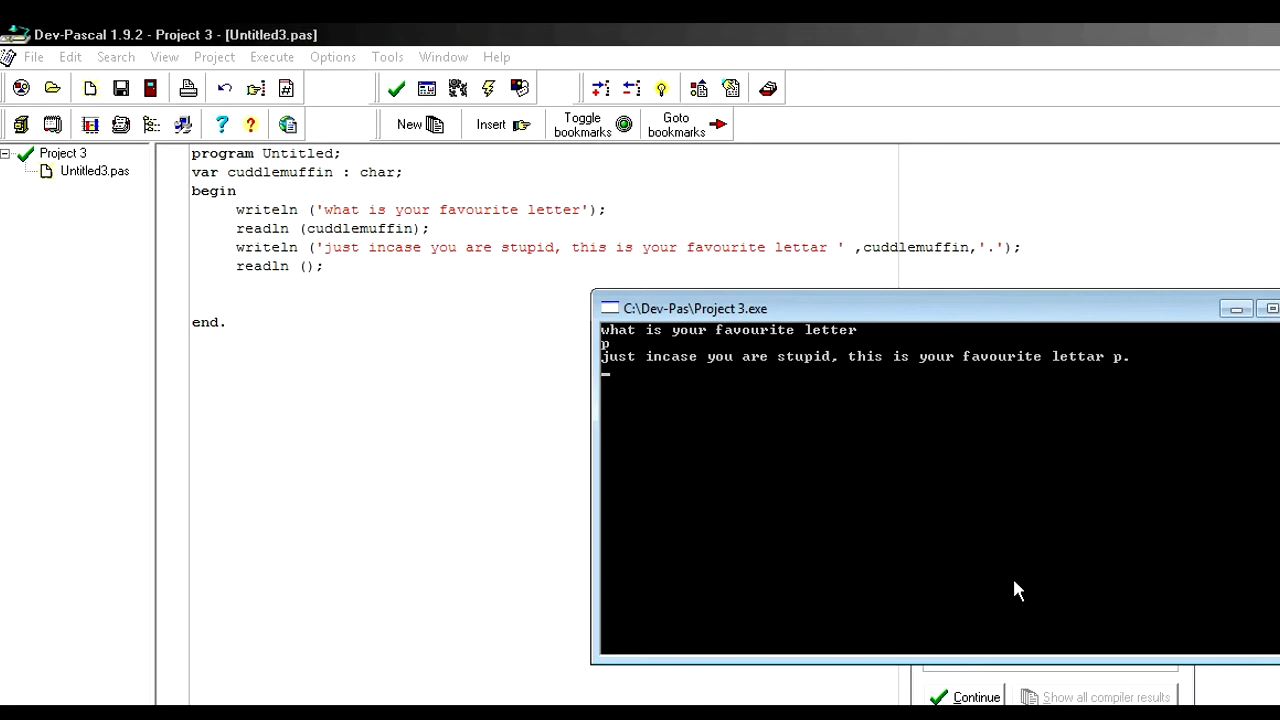 Dev-Pascal 1.9.2 - Project 3 - [Untitled3.pas]
File Edit Search View Project Execute Options Tools Window Help
New Insert Toggle bookmarks Goto bookmarks
Project 3
Untitled3.pas
program Untitled;
var cuddlemuffin : char;
begin
writeln ('what is your favourite letter');
readln (cuddlemuffin);
writeln ('just incase you are stupid, this is your favourite lettar ' ,cuddlemuffin,'.');
readln ();
end.
C:\Dev-Pas\Project 3.exe
what is your favourite letter
p
just incase you are stupid, this is your favourite lettar p.
Continue Show all compiler results